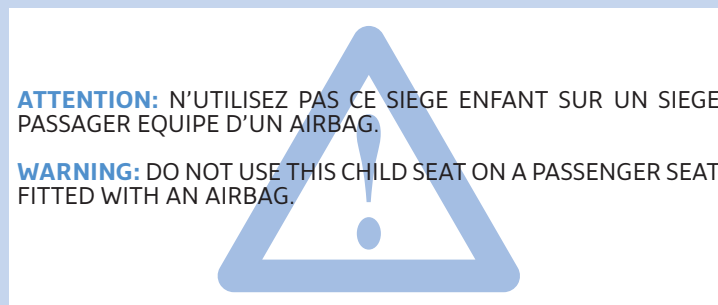 ATTENTION: N’UTILISEZ PAS CE SIEGE ENFANT SUR UN SIEGE
PASSAGER EQUIPE D’UN AIRBAG.
WARNING: DO NOT USE THIS CHILD SEAT ON A PASSENGER SEAT
FITTED WITH AN AIRBAG.